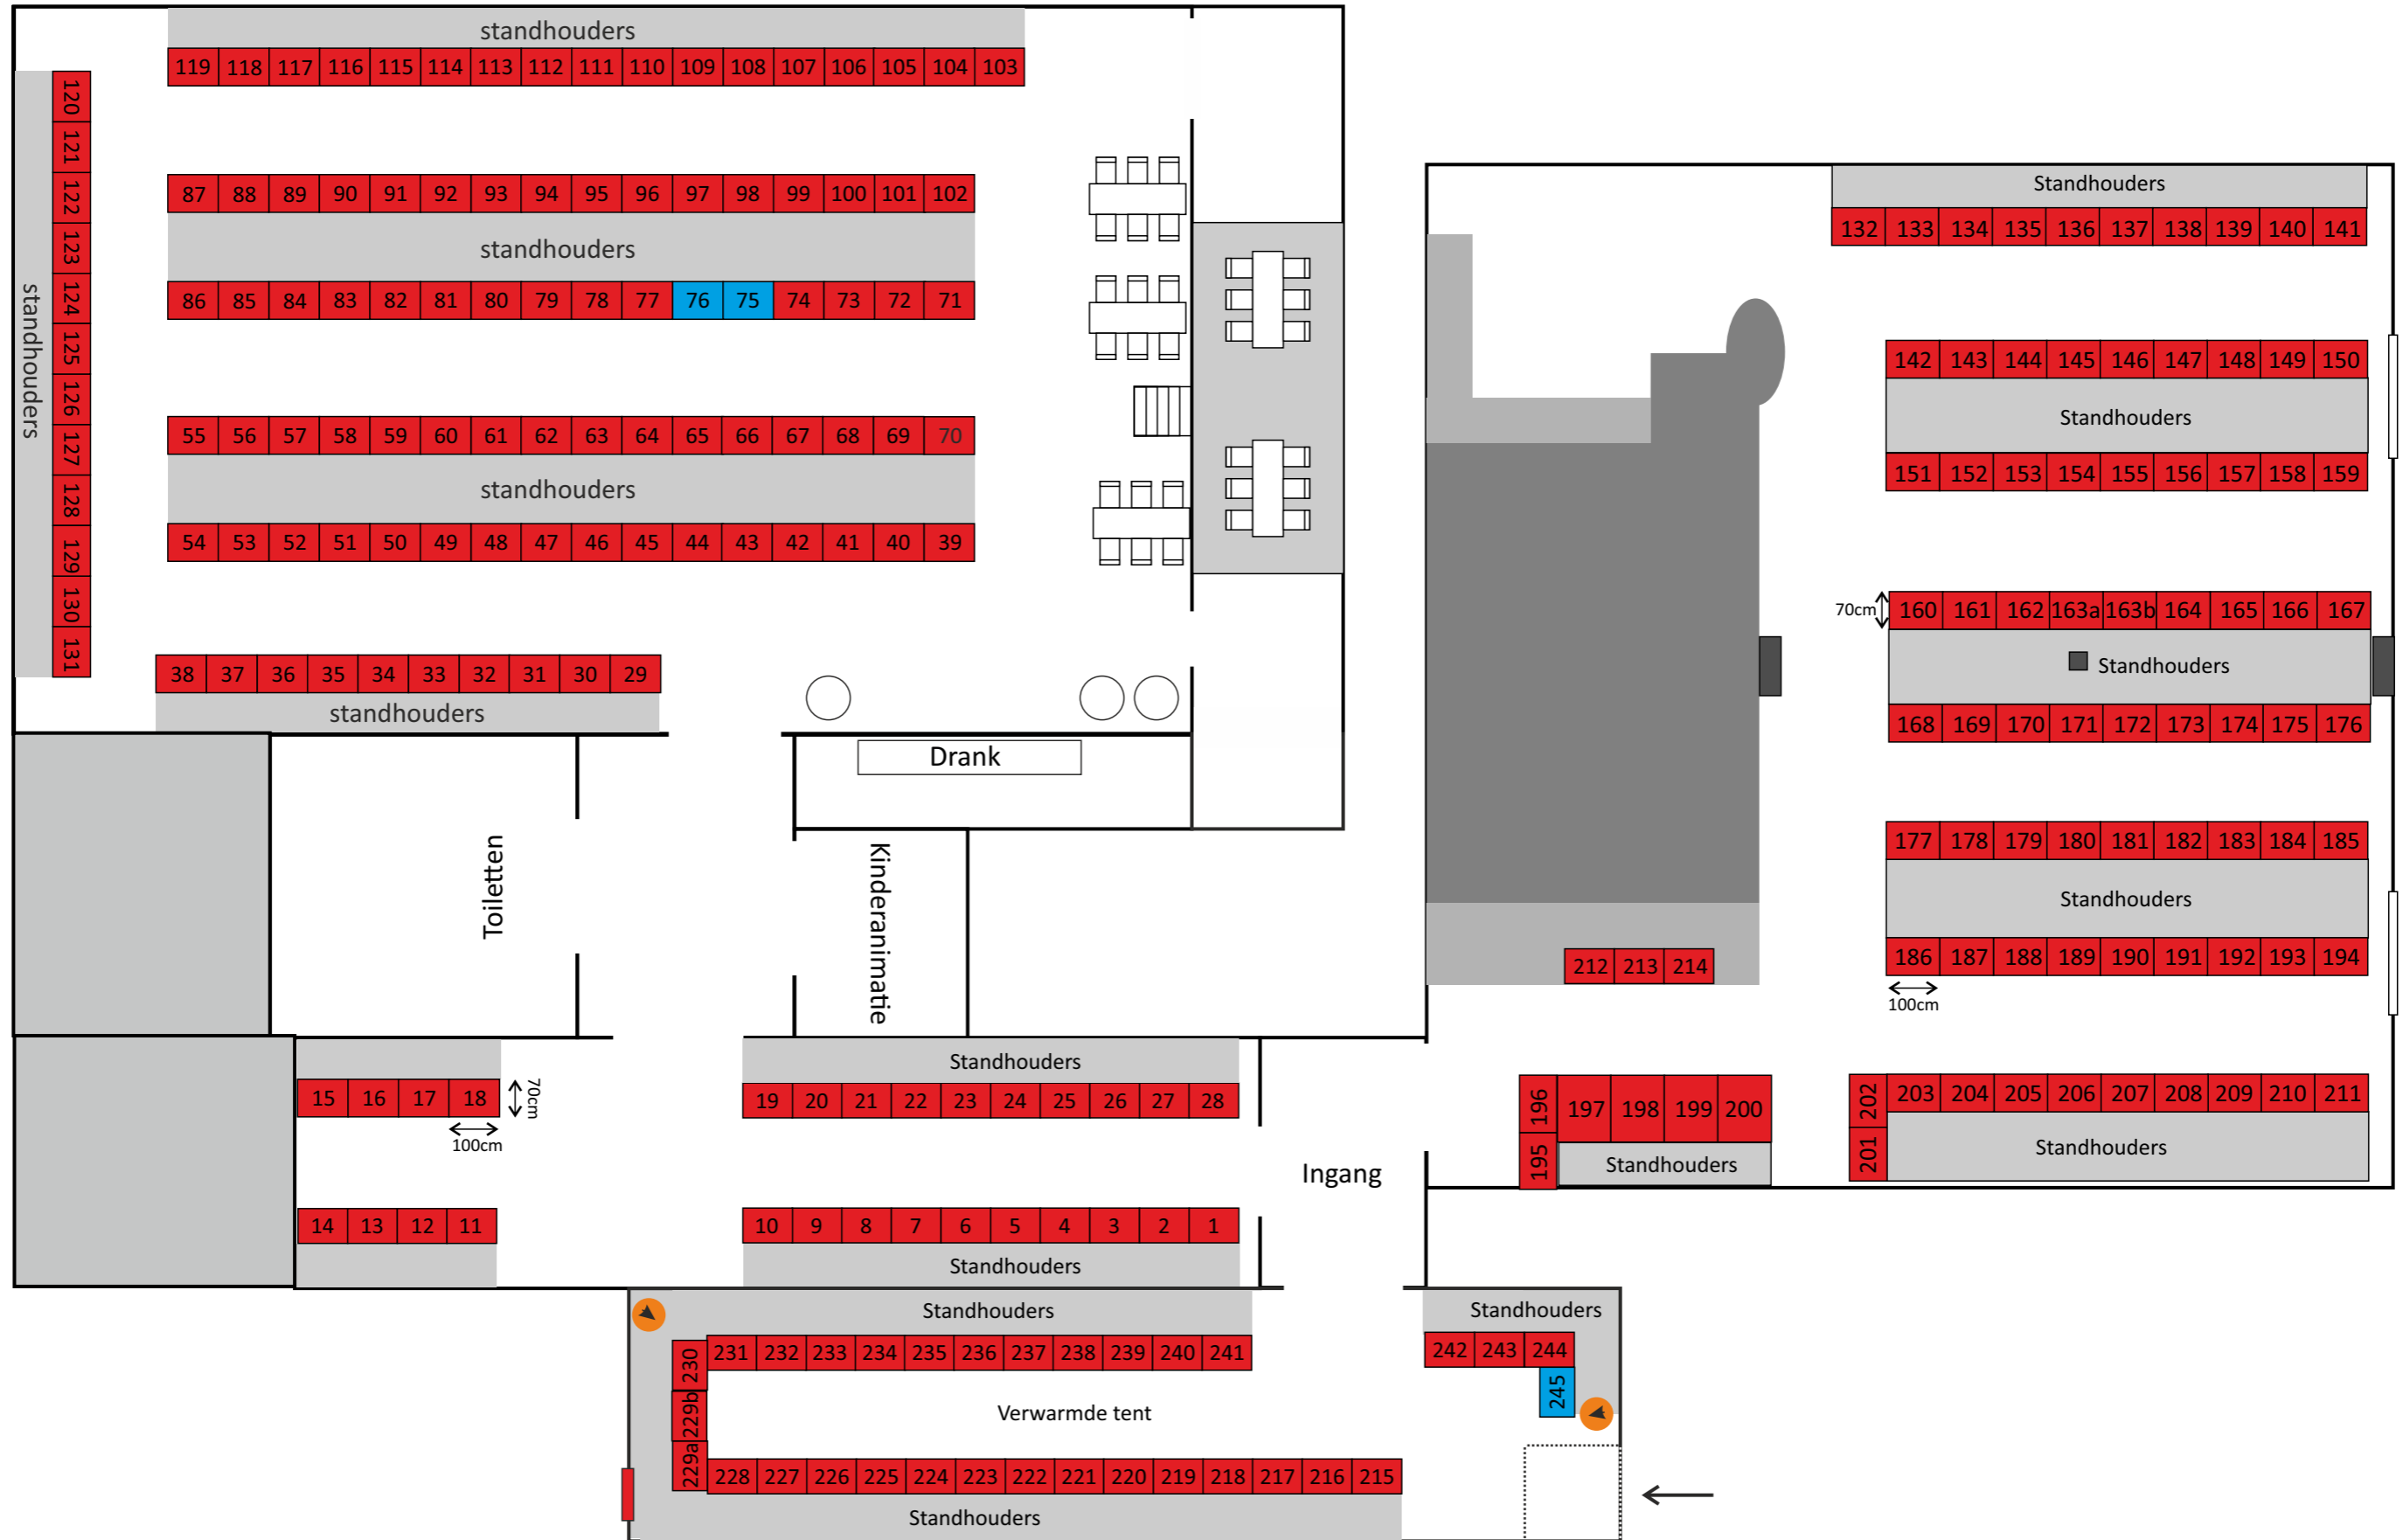 standhouders
119 118 117 116 115 114 113 112 111 110 109 108 107 106 105 104 103
120
121
122
123
124
125
126
127
128
129
130
131
standhouders
87 88 89 90 91 92 93 94 95 96 97 98 99 100 101 102
standhouders
86 85 84 83 82 81 80 79 78 77 76 75 74 73 72 71
55 56 57 58 59 60 61 62 63 64 65 66 67 68 69 70
standhouders
54 53 52 51 50 49 48 47 46 45 44 43 42 41 40 39
38 37 36 35 34 33 32 31 30 29
standhouders
Drank
Toiletten
Kinderanimatie
Standhouders
132 133 134 135 136 137 138 139 140 141
142 143 144 145 146 147 148 149 150
Standhouders
151 152 153 154 155 156 157 158 159
70cm
160 161 162 163a 163b 164 165 166 167
Standhouders
168 169 170 171 172 173 174 175 176
177 178 179 180 181 182 183 184 185
Standhouders
186 187 188 189 190 191 192 193 194
100cm
212 213 214
196
195
197 198 199 200
Standhouders
202
201
203 204 205 206 207 208 209 210 211
Standhouders
15 16 17 18
70cm
100cm
14 13 12 11
Standhouders
19 20 21 22 23 24 25 26 27 28
Ingang
10 9 8 7 6 5 4 3 2 1
Standhouders
Standhouders
231 232 233 234 235 236 237 238 239 240 241
230
229b
229a
Verwarmde tent
228 227 226 225 224 223 222 221 220 219 218 217 216 215
Standhouders
Standhouders
242 243 244
245